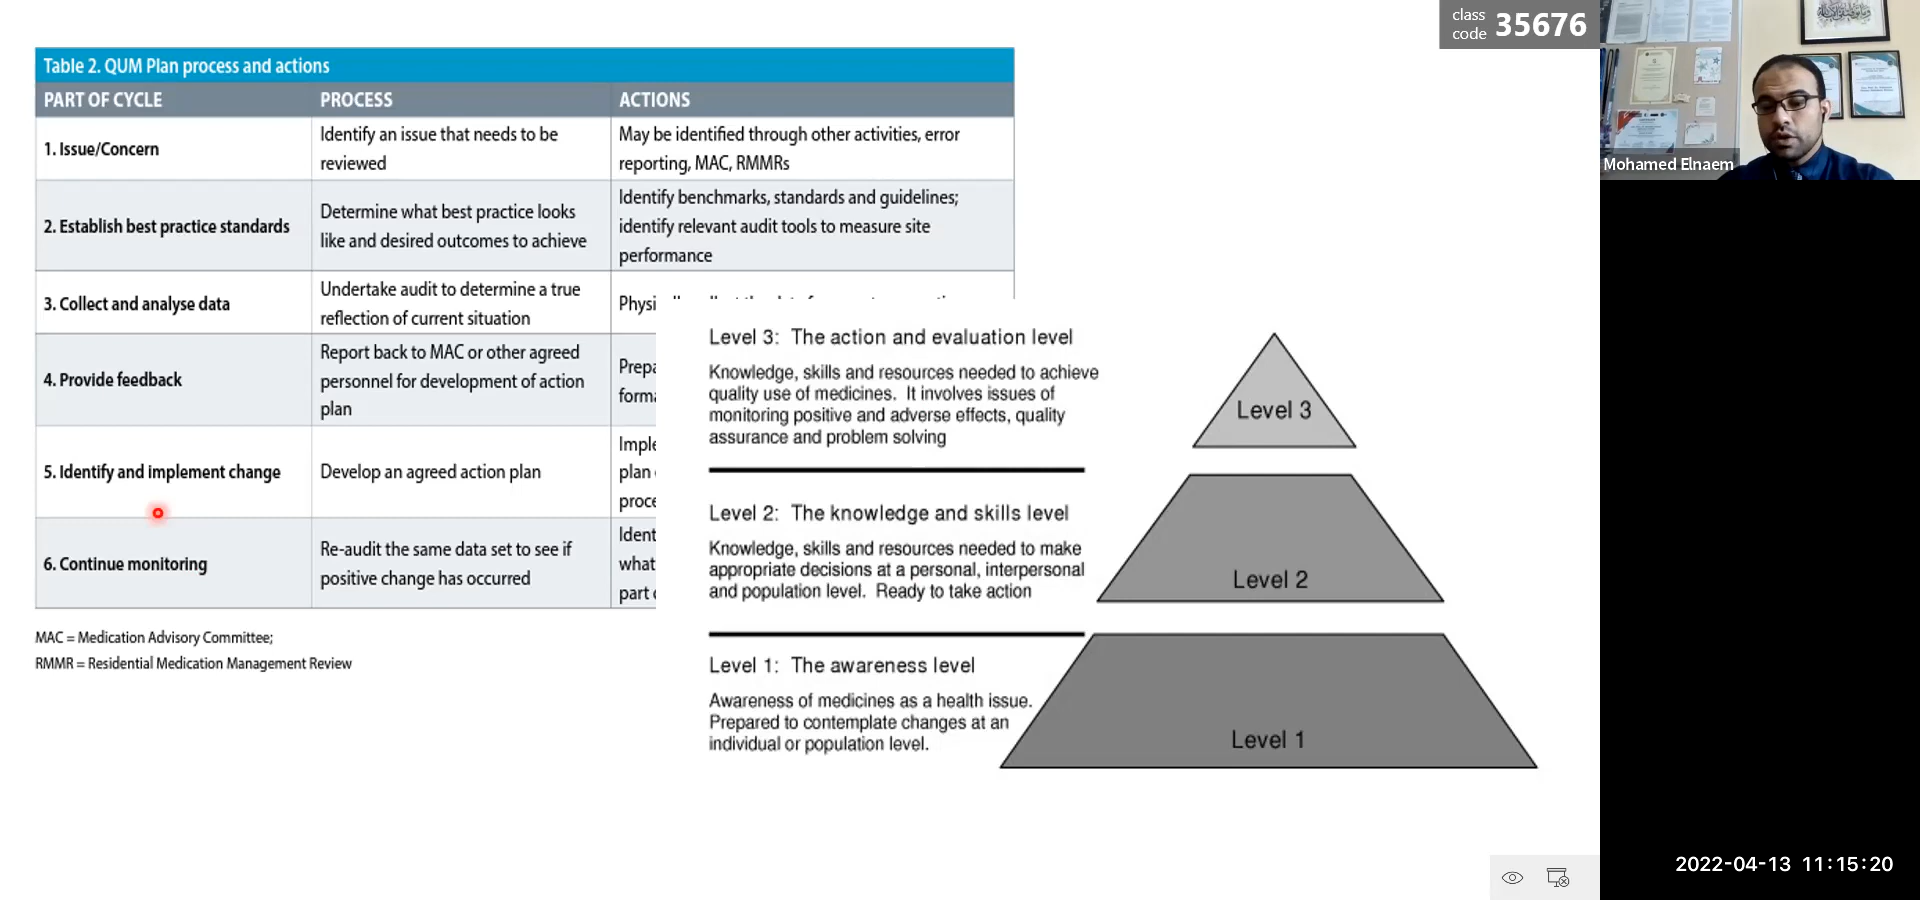 class
code 35676
Table 2. QUM Plan process and actions
PART OF CYCLE PROCESS ACTIONS
1. Issue/Concern
Identify an issue that needs to be
reviewed
May be identified through other activities, error
reporting, MAC, RMMRs
2. Establish best practice standards
Determine what best practice looks
like and desired outcomes to achieve
Identify benchmarks, standards and guidelines;
identify relevant audit tools to measure site
performance
3. Collect and analyse data
Undertake audit to determine a true
reflection of current situation
4. Provide feedback
Report back to MAC or other agreed
personnel for development of action
plan
5. Identify and implement change
Develop an agreed action plan
plan
6. Continue monitoring
Re-audit the same data set to see if
positive change has occurred
what
part
MAC = Medication Advisory Committee;
RMMR = Residential Medication Management Review
Level 3: The action and evaluation level
Knowledge, skills and resources needed to achieve
quality use of medicines. It involves issues of
monitoring positive and adverse effects, quality
assurance and problem solving
Level 2: The knowledge and skills level
Knowledge, skills and resources needed to make
appropriate decisions at a personal, interpersonal
and population level. Ready to take action
Level 1: The awareness level
Awareness of medicines as a health issue.
Prepared to contemplate changes at an
individual or population level.
Level 3
Level 2
Level 1
Mohamed Elnaem
2022-04-13 11:15:20